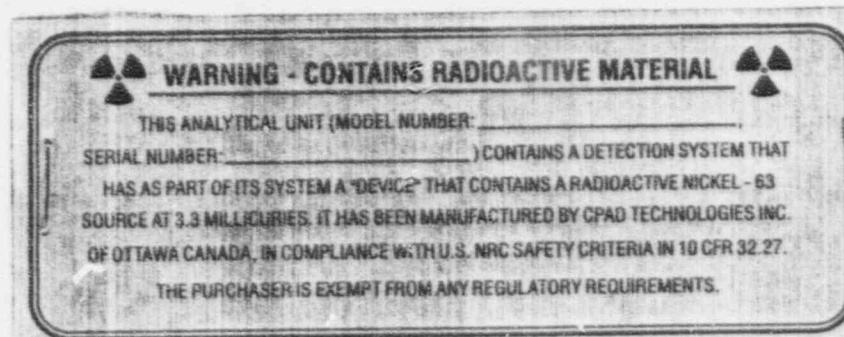 WARNING - CONTAINS RADIOACTIVE MATERIAL
THIS ANALYTICAL UNIT (MODEL NUMBER: ____________________,
SERIAL NUMBER: ____________________ ) CONTAINS A DETECTION SYSTEM THAT
HAS AS PART OF ITS SYSTEM A "DEVICE" THAT CONTAINS A RADIOACTIVE NICKEL - 63
SOURCE AT 3.3 MILLICURIES. IT HAS BEEN MANUFACTURED BY CPAD TECHNOLOGIES INC.
OF OTTAWA CANADA, IN COMPLIANCE WITH U.S. NRC SAFETY CRITERIA IN 10 CFR 32.27.
THE PURCHASER IS EXEMPT FROM ANY REGULATORY REQUIREMENTS.